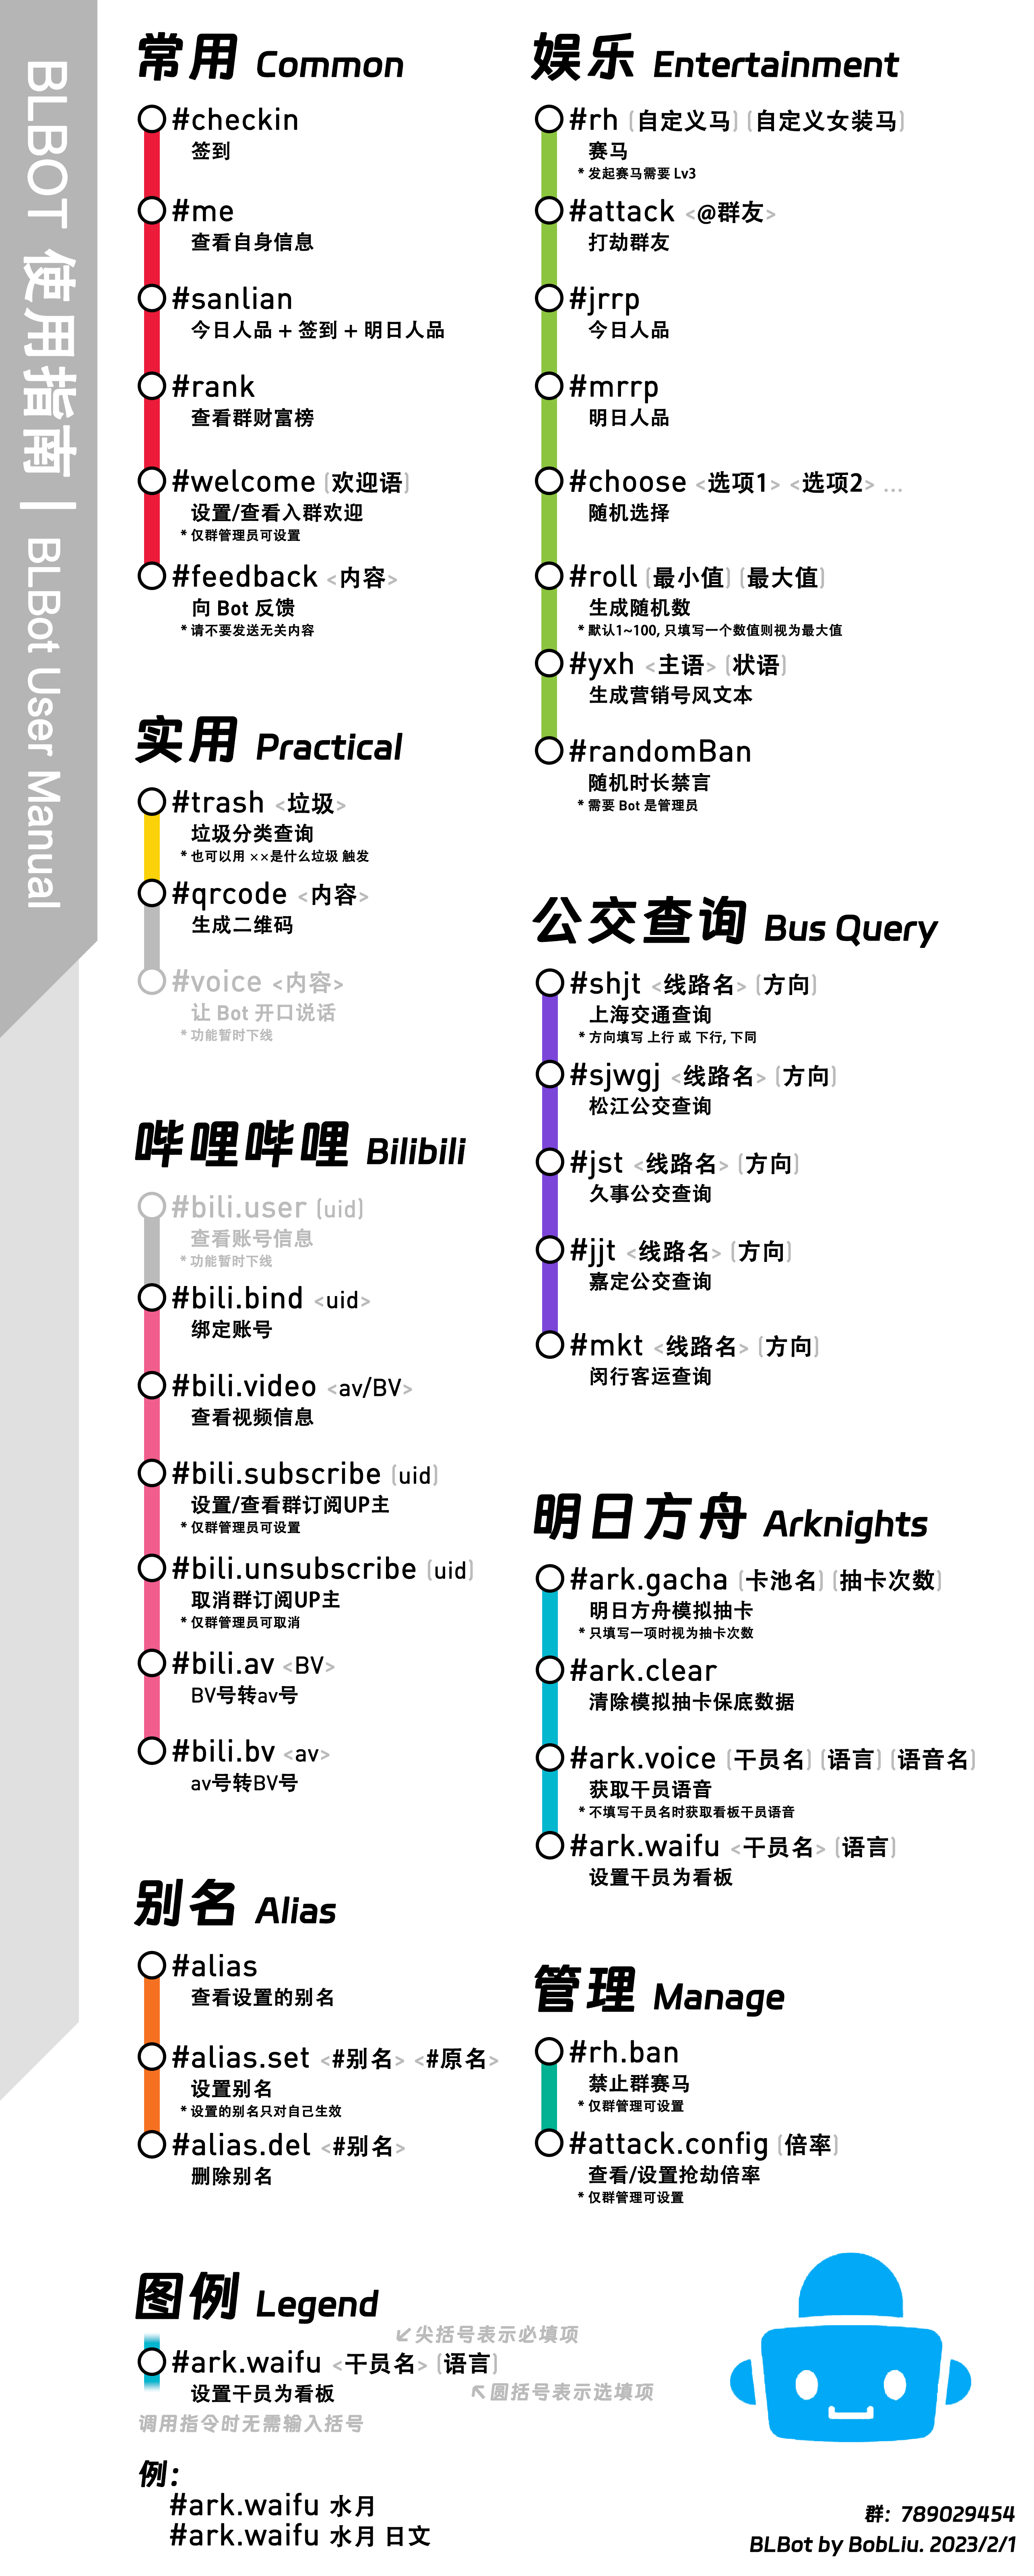 BLBOT 使用指南 | BLBot User Manual
常用 Common
#checkin
签到
#me
查看自身信息
#sanlian
今日人品 + 签到 + 明日人品
#rank
查看群财富榜
#welcome (欢迎语)
设置/查看入群欢迎
* 仅群管理员可设置
#feedback <内容>
向 Bot 反馈
* 请不要发送无关内容
实用 Practical
#trash <垃圾>
垃圾分类查询
* 也可以用 ××是什么垃圾 触发
#qrcode <内容>
生成二维码
#voice <内容>
让 Bot 开口说话
* 功能暂时下线
哔哩哔哩 Bilibili
#bili.user (uid)
查看账号信息
* 功能暂时下线
#bili.bind <uid>
绑定账号
#bili.video <av/BV>
查看视频信息
#bili.subscribe (uid)
设置/查看群订阅UP主
* 仅群管理员可设置
#bili.unsubscribe (uid)
取消群订阅UP主
* 仅群管理员可取消
#bili.av <BV>
BV号转av号
#bili.bv <av>
av号转BV号
别名 Alias
#alias
查看设置的别名
#alias.set <#别名> <#原名>
设置别名
* 设置的别名只对自己生效
#alias.del <#别名>
删除别名
娱乐 Entertainment
#rh (自定义马) (自定义女装马)
赛马
* 发起赛马需要 Lv3
#attack <@群友>
打劫群友
#jrrp
今日人品
#mrrp
明日人品
#choose <选项1> <选项2> ...
随机选择
#roll (最小值) (最大值)
生成随机数
* 默认1~100, 只填写一个数值则视为最大值
#yxh <主语> (状语)
生成营销号风文本
#randomBan
随机时长禁言
* 需要 Bot 是管理员
公交查询 Bus Query
#shjt <线路名> (方向)
上海交通查询
* 方向填写 上行 或 下行, 下同
#sjwgj <线路名> (方向)
松江公交查询
#jst <线路名> (方向)
久事公交查询
#jjt <线路名> (方向)
嘉定公交查询
#mkt <线路名> (方向)
闵行客运查询
明日方舟 Arknights
#ark.gacha (卡池名) (抽卡次数)
明日方舟模拟抽卡
* 只填写一项时视为抽卡次数
#ark.clear
清除模拟抽卡保底数据
#ark.voice (干员名) (语言) (语音名)
获取干员语音
* 不填写干员名时获取看板干员语音
#ark.waifu <干员名> (语言)
设置干员为看板
管理 Manage
#rh.ban
禁止群赛马
* 仅群管理可设置
#attack.config (倍率)
查看/设置抢劫倍率
* 仅群管理可设置
图例 Legend
↙尖括号表示必填项
#ark.waifu <干员名> (语言)
设置干员为看板
↖圆括号表示选填项
调用指令时无需输入括号
例：
#ark.waifu 水月
#ark.waifu 水月 日文
群：789029454
BLBot by BobLiu. 2023/2/1